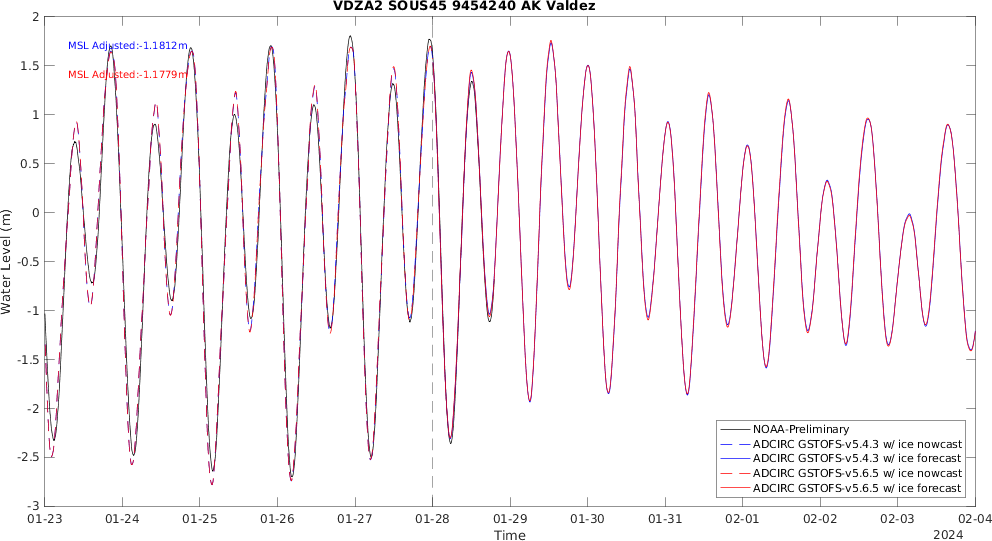 VDZA2 SOUS45 9454240 AK Valdez
2
1.5
1
0.5
0
-0.5
-1
-1.5
-2
-2.5
-3
Water Level (m)
MSL Adjusted:-1.1812m
MSL Adjusted:-1.1779m
NOAA-Preliminary
ADCIRC GSTOFS-v5.4.3 w/ ice nowcast
ADCIRC GSTOFS-v5.4.3 w/ ice forecast
ADCIRC GSTOFS-v5.6.5 w/ ice nowcast
ADCIRC GSTOFS-v5.6.5 w/ ice forecast
01-23 01-24 01-25 01-26 01-27 01-28 01-29 01-30 01-31 02-01 02-02 02-03 02-04
Time
2024